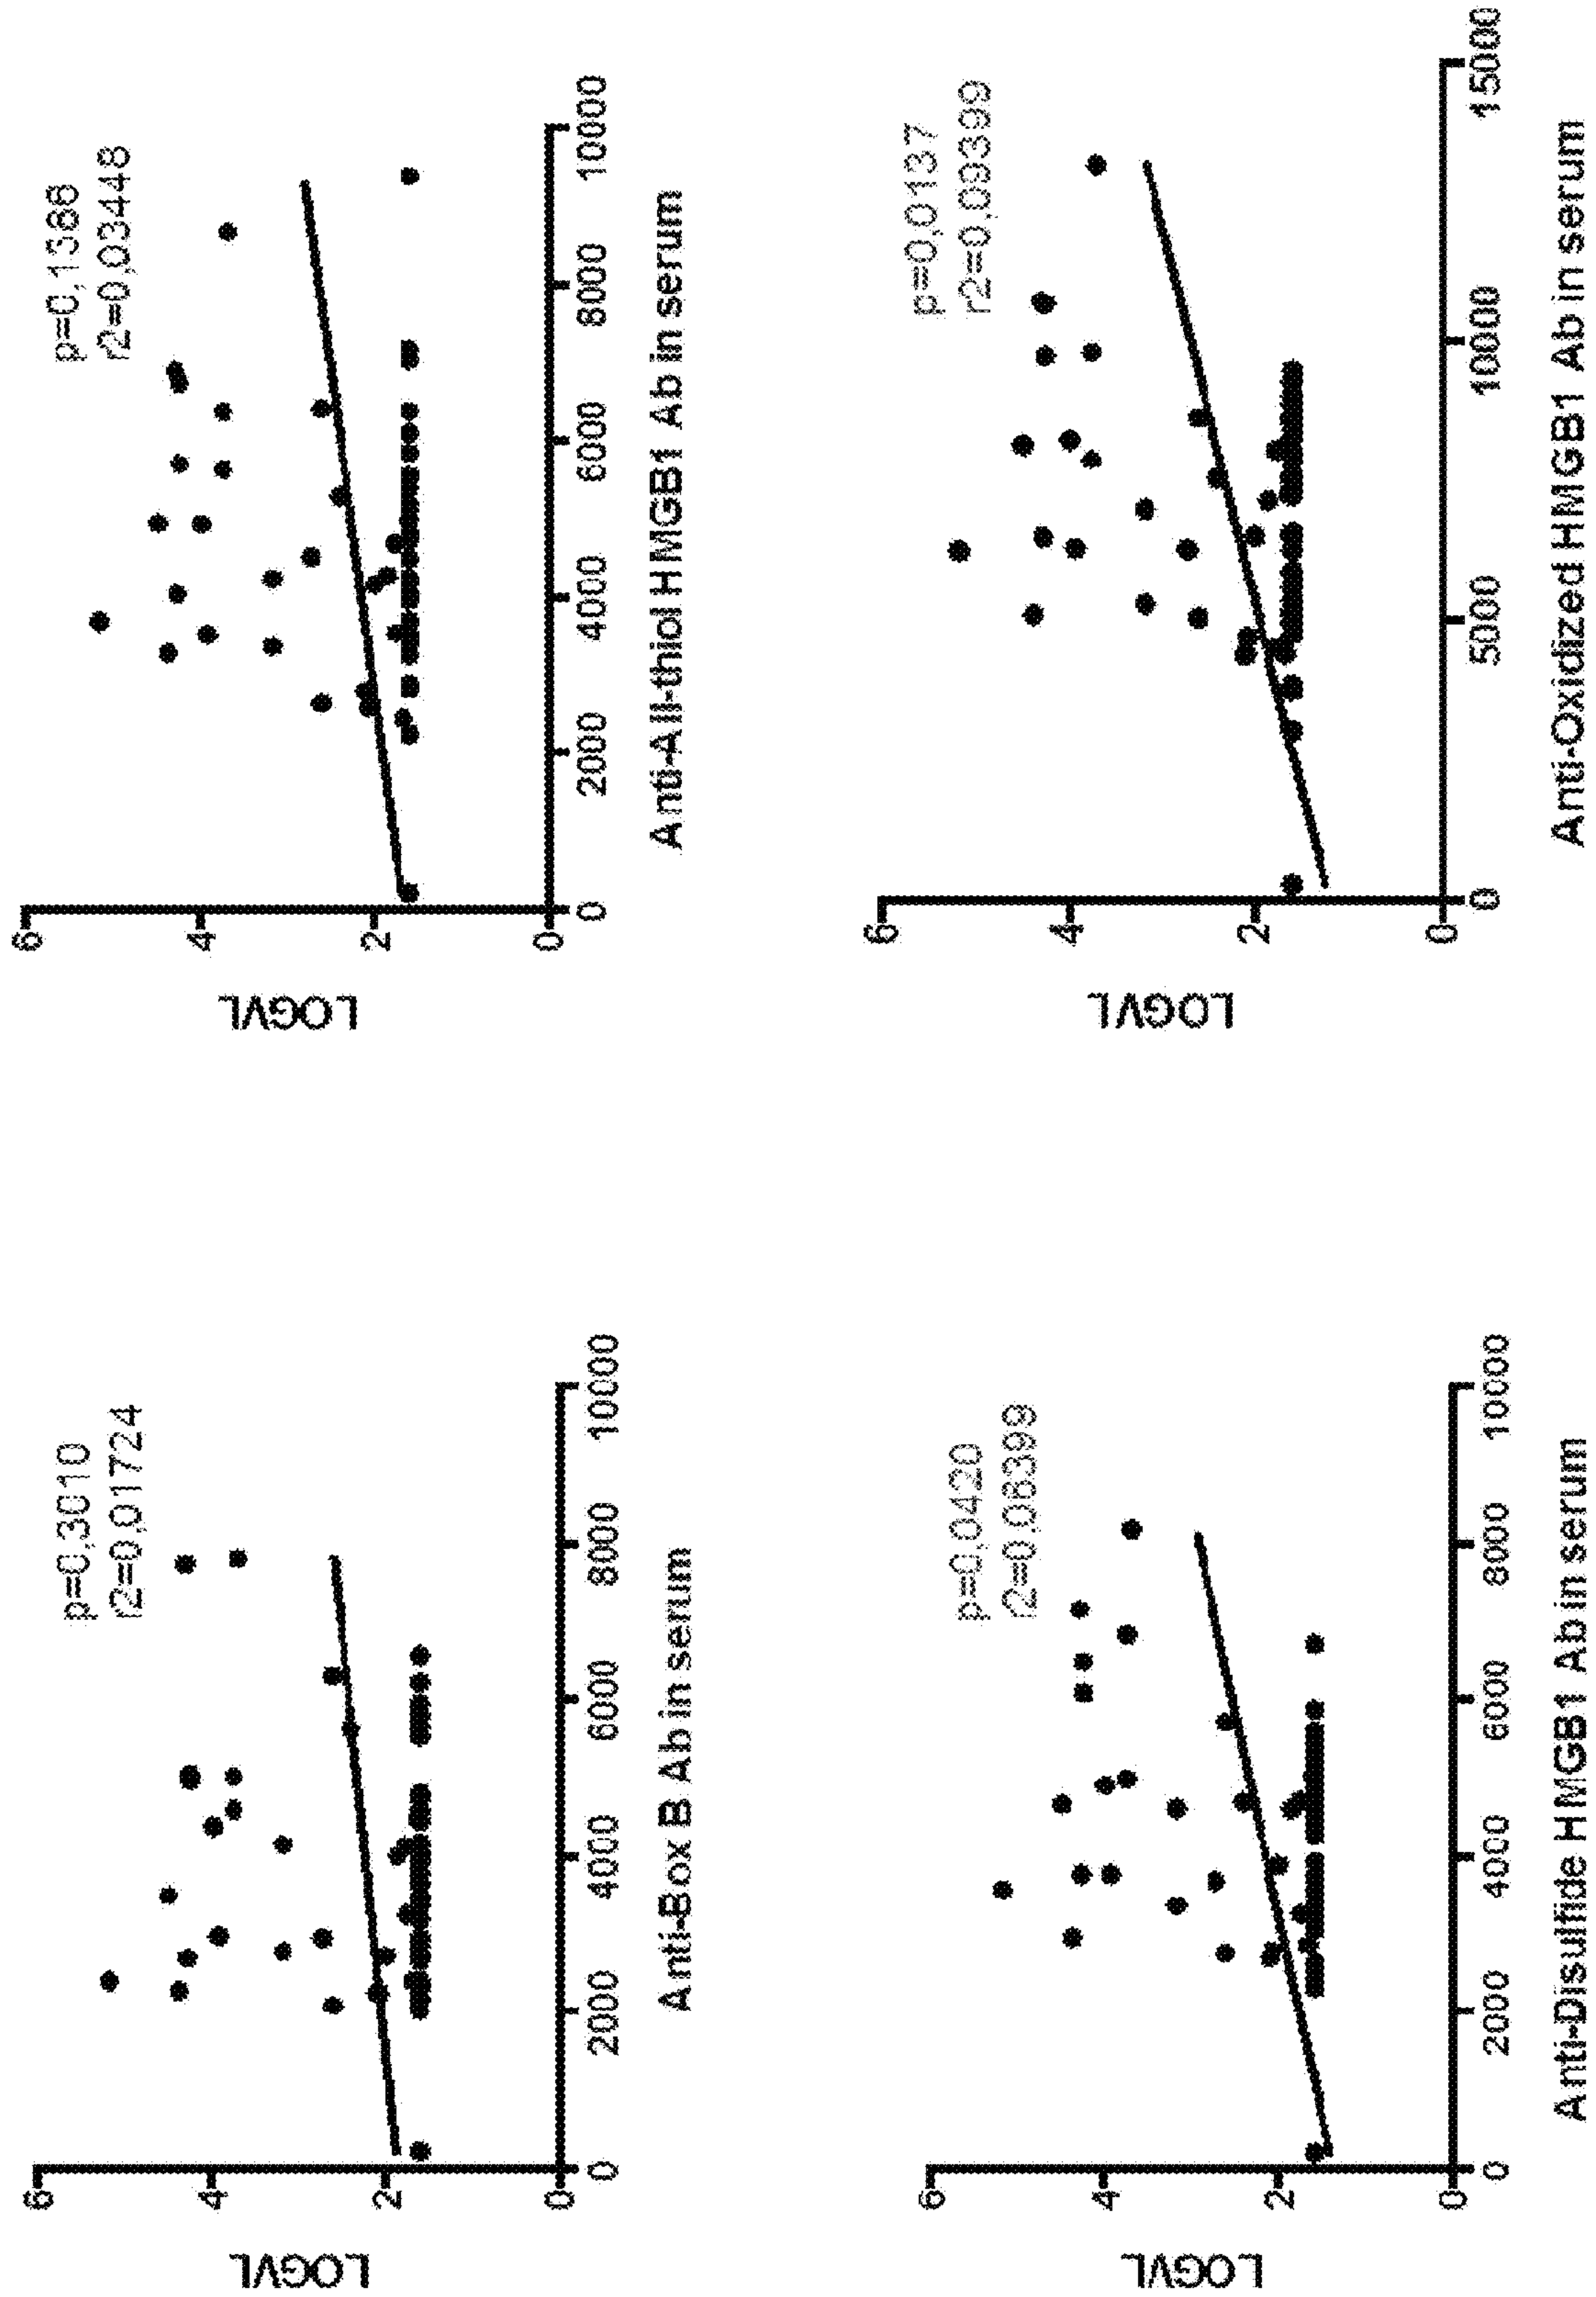 LOGVL
6
4
2
0
p=0,3010
r2=0,01724
0 2000 4000 6000 8000 10000
Anti-Box B Ab in serum
LOGVL
6
4
2
0
p=0,1386
r2=0,03448
0 2000 4000 6000 8000 10000
Anti-All-thiol HMGB1 Ab in serum
LOGVL
6
4
2
0
p=0,0420
r2=0,06399
0 2000 4000 6000 8000 10000
Anti-Disulfide HMGB1 Ab in serum
LOGVL
6
4
2
0
p=0,0137
r2=0,09399
0 5000 10000 15000
Anti-Oxidized HMGB1 Ab in serum